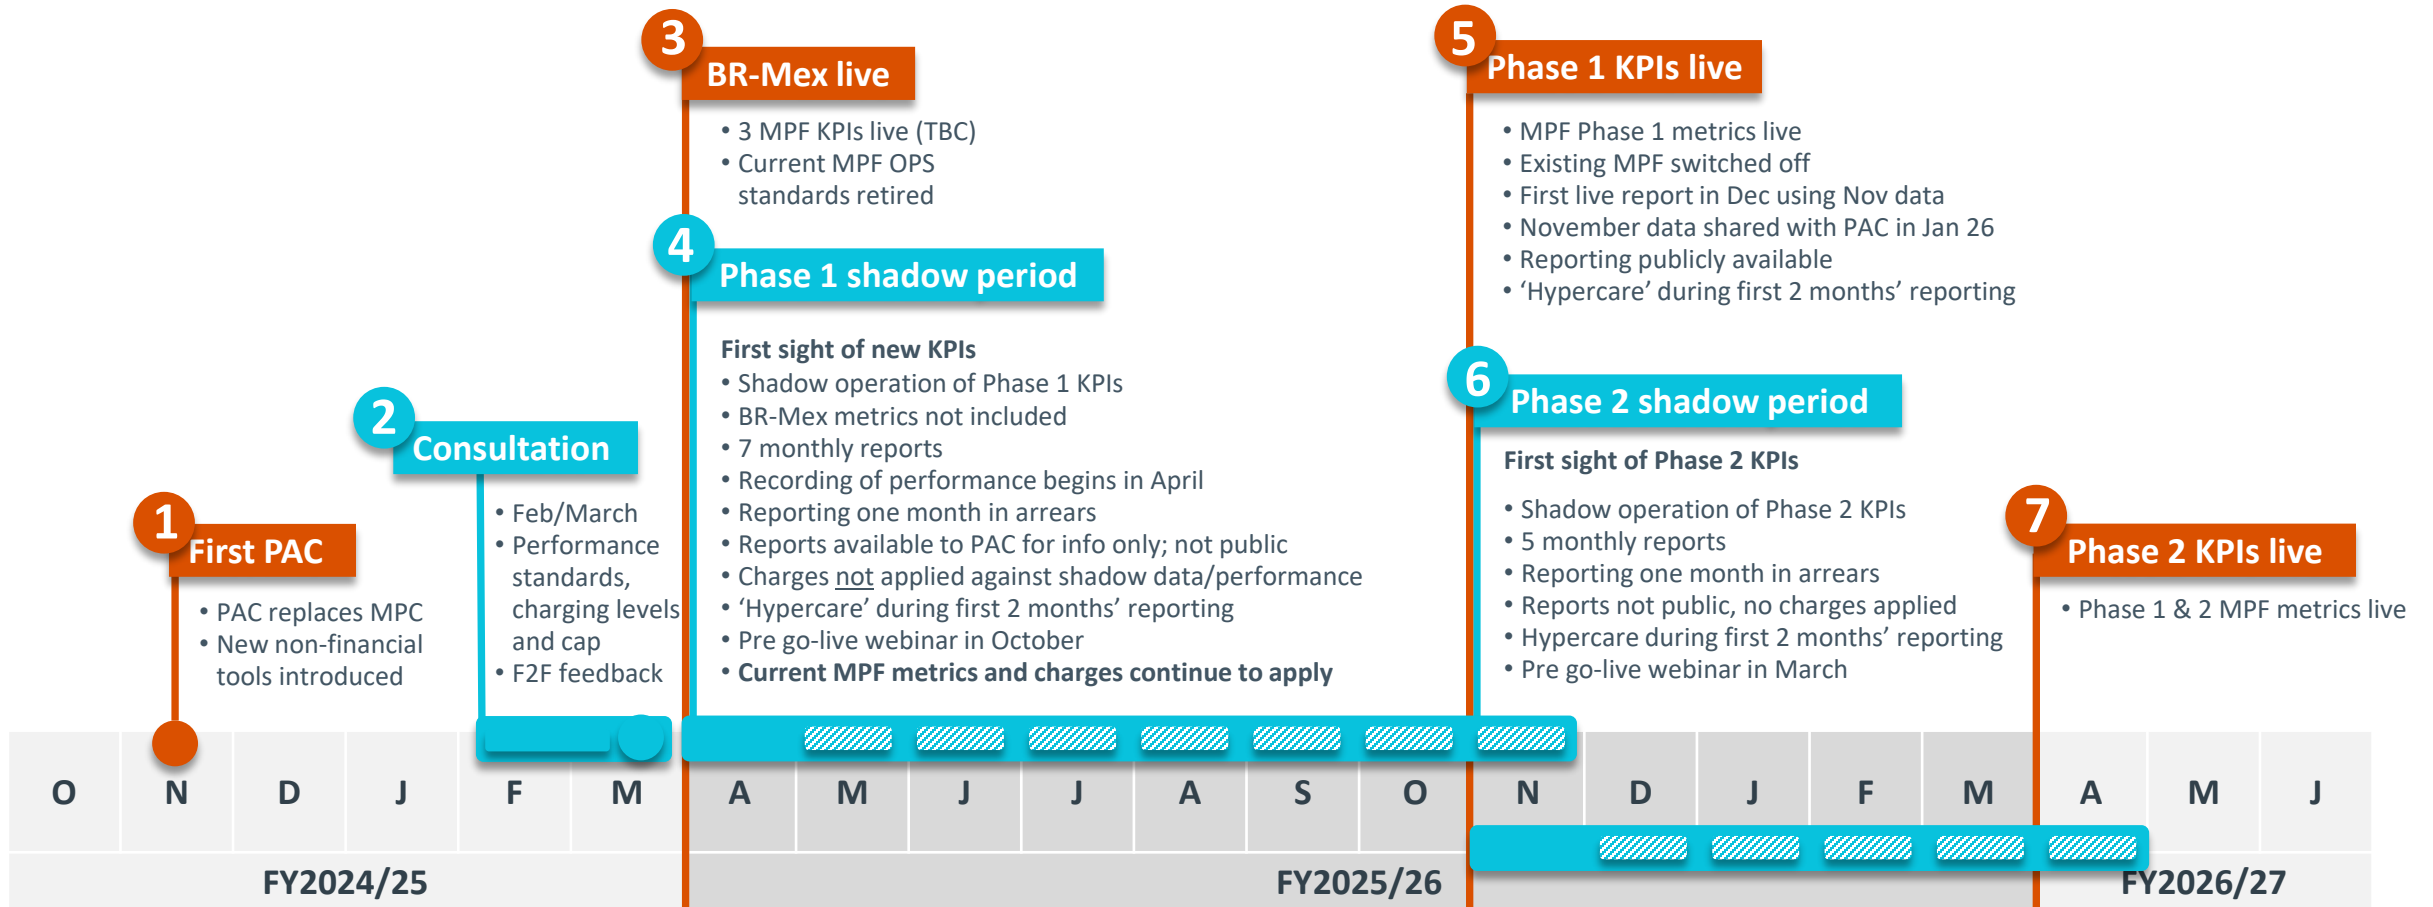 1
First PAC
• PAC replaces MPC
• New non-financial
tools introduced
2
Consultation
• Feb/March
• Performance
standards,
charging levels
and cap
• F2F feedback
3
BR-Mex live
• 3 MPF KPIs live (TBC)
• Current MPF OPS
standards retired
4
Phase 1 shadow period
First sight of new KPIs
• Shadow operation of Phase 1 KPIs
• BR-Mex metrics not included
• 7 monthly reports
• Recording of performance begins in April
• Reporting one month in arrears
• Reports available to PAC for info only; not public
• Charges not applied against shadow data/performance
• ‘Hypercare’ during first 2 months’ reporting
• Pre go-live webinar in October
• Current MPF metrics and charges continue to apply
5
Phase 1 KPIs live
• MPF Phase 1 metrics live
• Existing MPF switched off
• First live report in Dec using Nov data
• November data shared with PAC in Jan 26
• Reporting publicly available
• ‘Hypercare’ during first 2 months’ reporting
6
Phase 2 shadow period
First sight of Phase 2 KPIs
• Shadow operation of Phase 2 KPIs
• 5 monthly reports
• Reporting one month in arrears
• Reports not public, no charges applied
• Hypercare during first 2 months’ reporting
• Pre go-live webinar in March
7
Phase 2 KPIs live
• Phase 1 & 2 MPF metrics live
O N D J F M A M J J A S O N D J F M A M J
FY2024/25 FY2025/26 FY2026/27